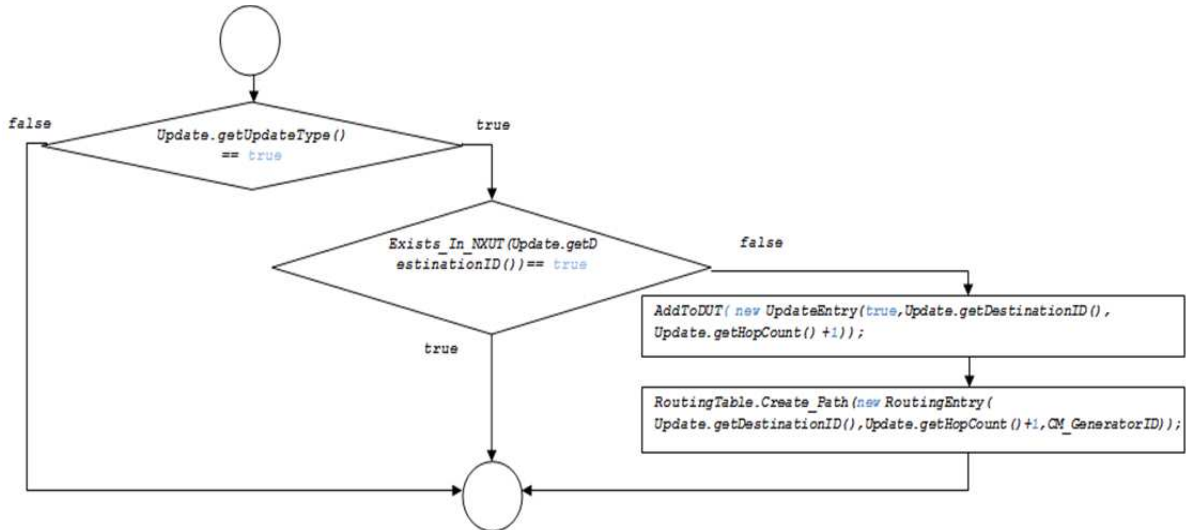 false
Update.getUpdateType()
== true
true
Exists_In_NXUT(Update.getD
estinationID())== true
false
AddToDUT( new UpdateEntry(true,Update.getDestinationID(),
Update.getHopCount() +1));
true
RoutingTable.Create_Path(new RoutingEntry(
Update.getDestinationID(),Update.getHopCount()+1,CM_GeneratorID));